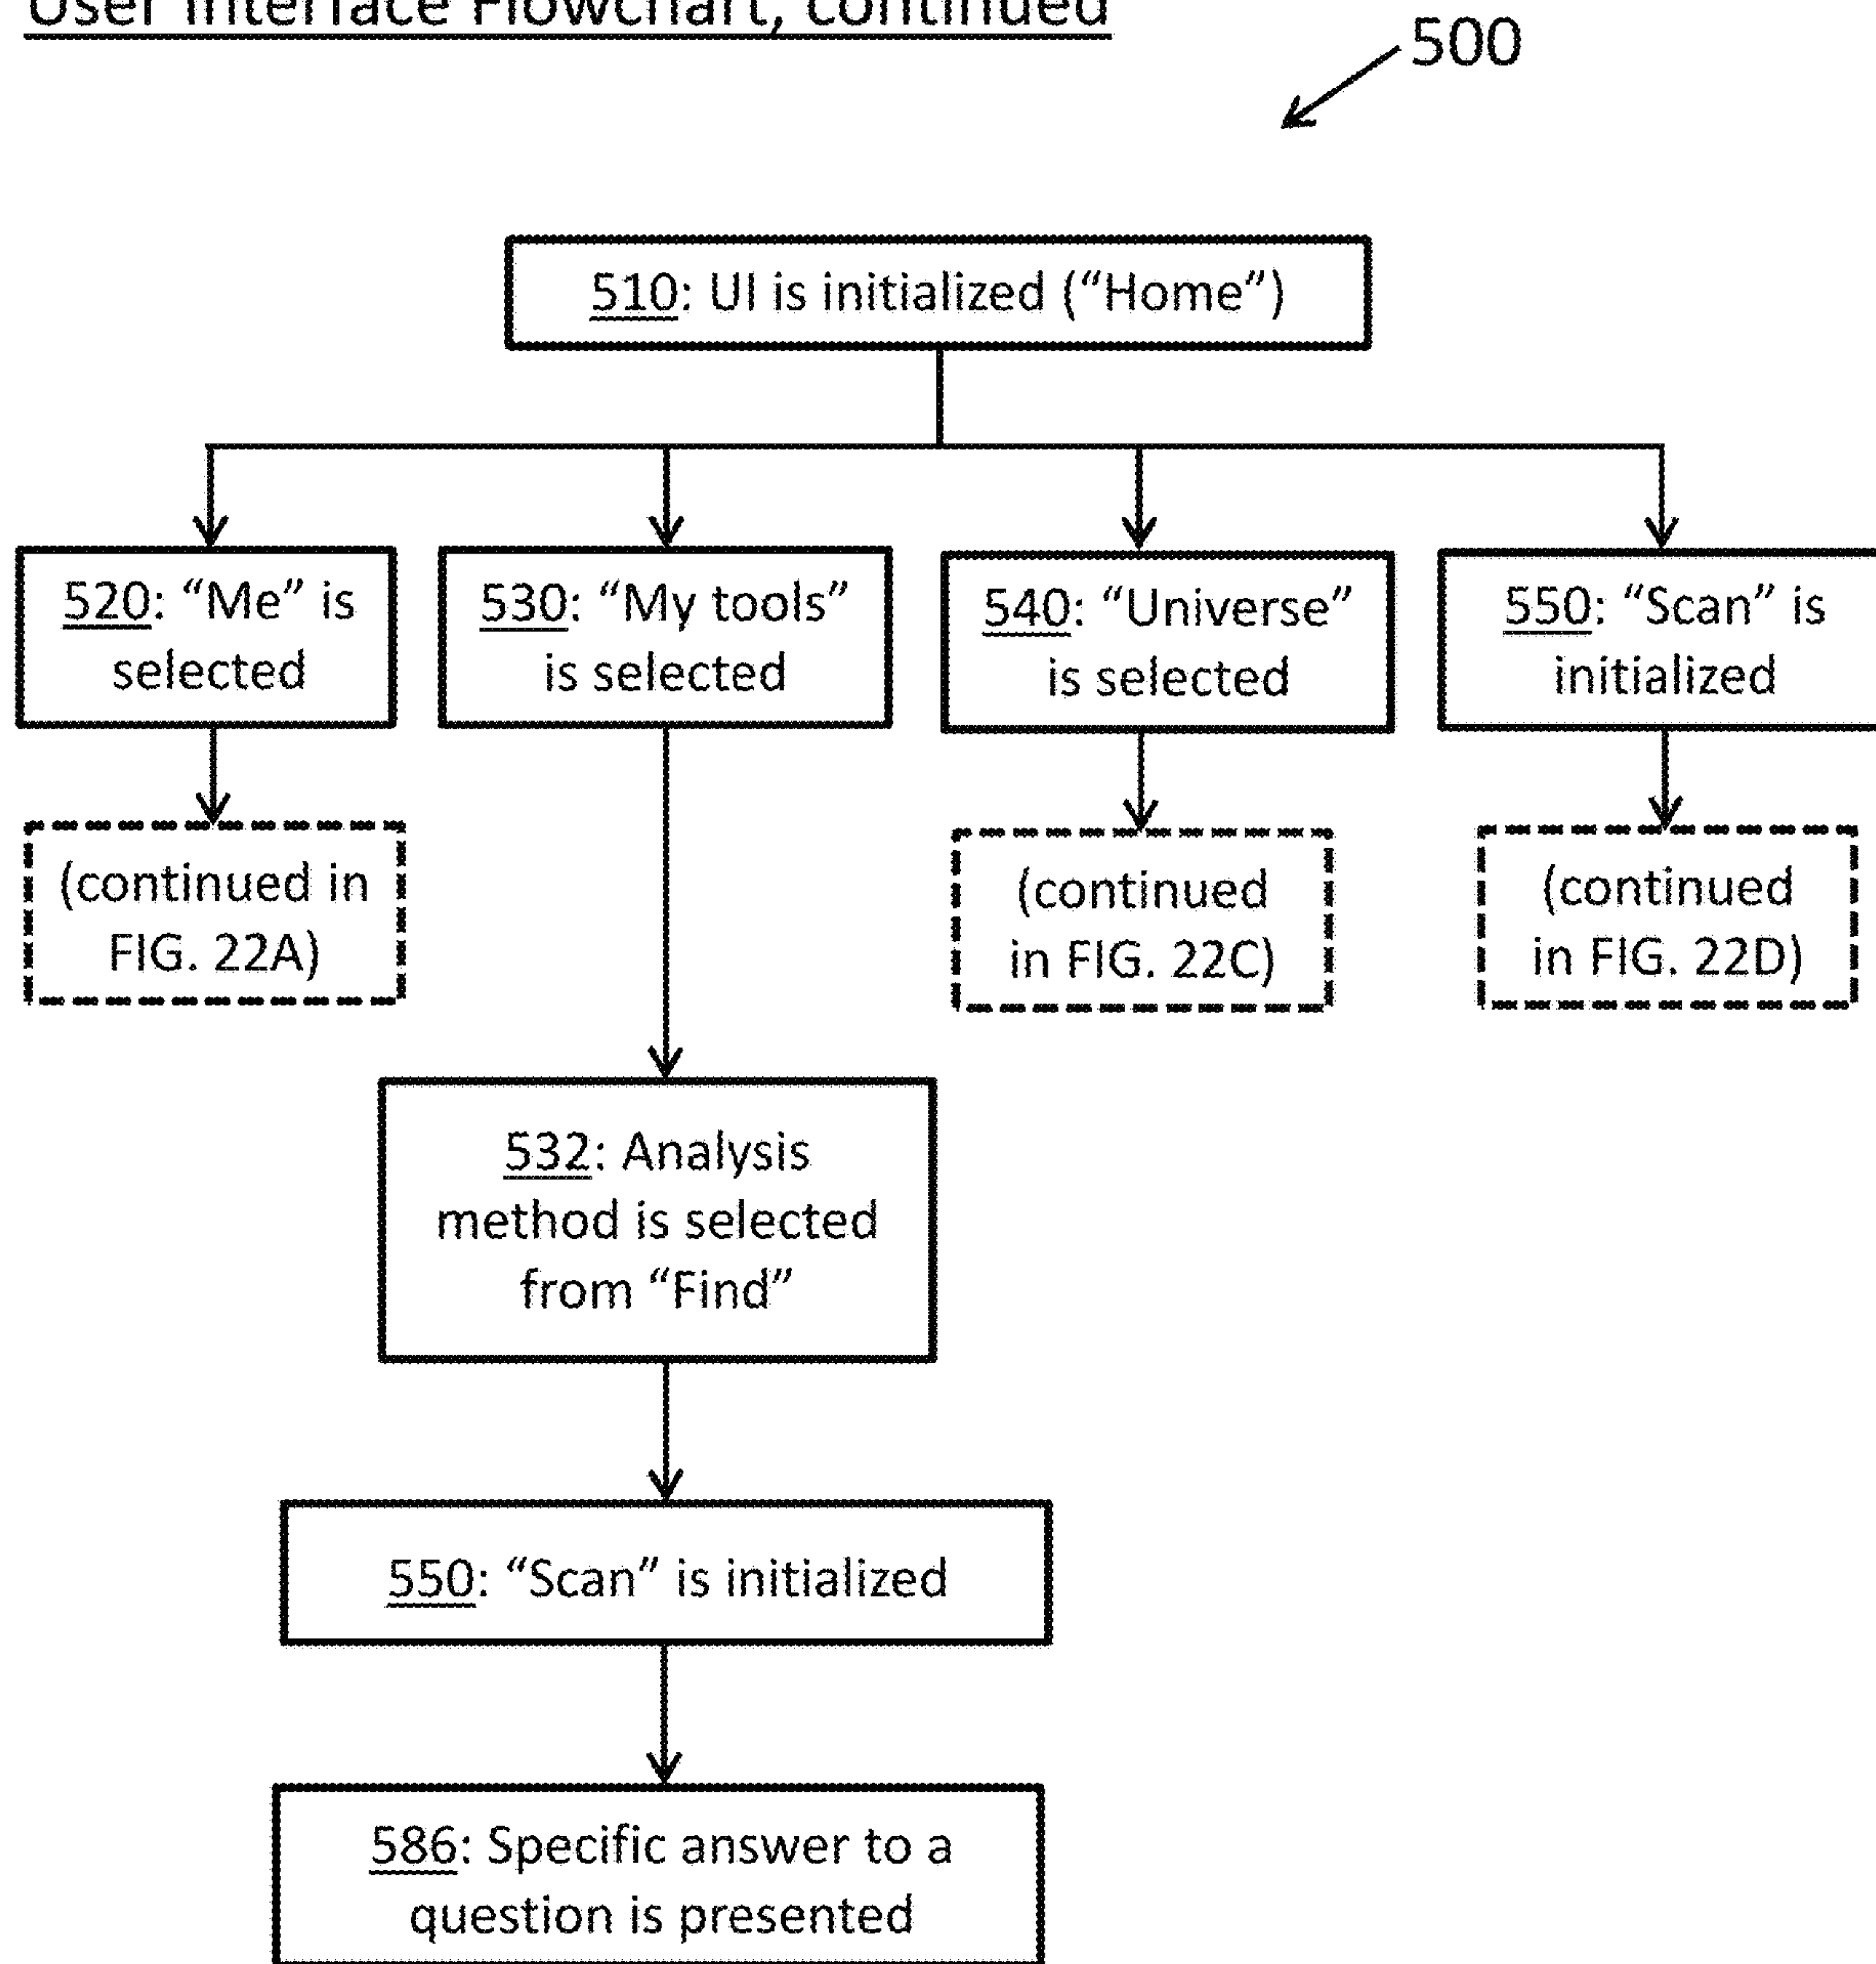 User Interface Flowchart, continued
500
510: UI is initialized (“Home”)
520: “Me” is
selected
530: “My tools”
is selected
540: “Universe”
is selected
550: “Scan” is
initialized
(continued in
FIG. 22A)
(continued
in FIG. 22C)
(continued
in FIG. 22D)
532: Analysis
method is selected
from “Find”
550: “Scan” is initialized
586: Specific answer to a
question is presented